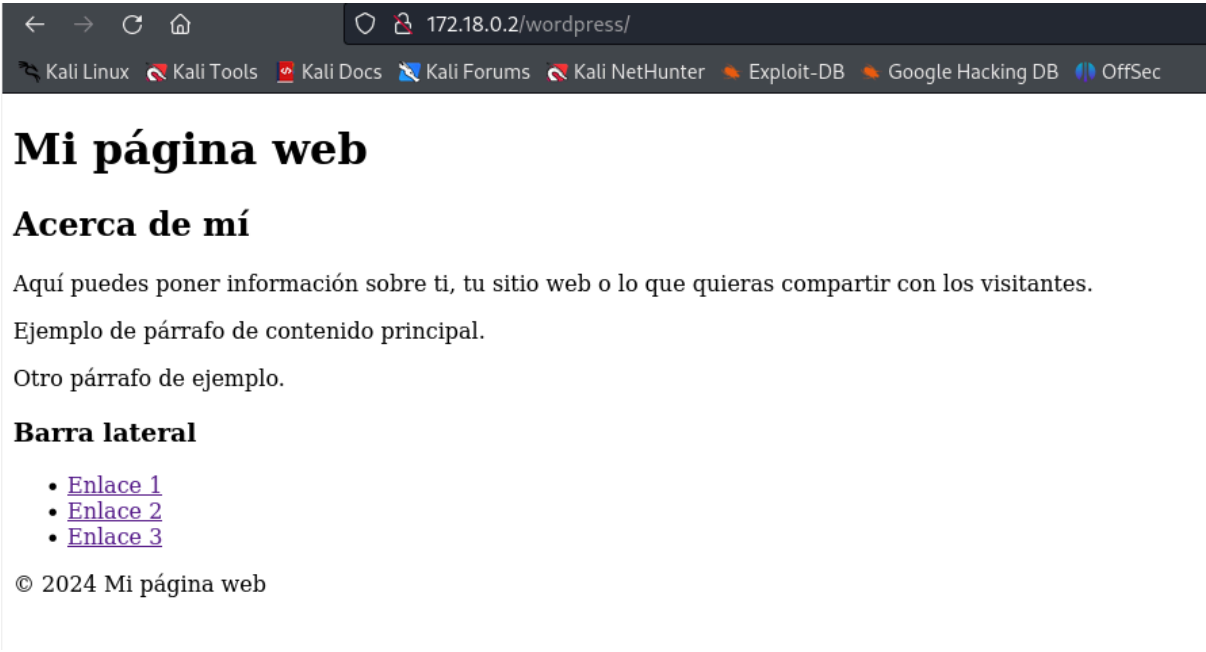 172.18.0.2/wordpress/
Kali Linux Kali Tools Kali Docs Kali Forums Kali NetHunter Exploit-DB Google Hacking DB OffSec
Mi página web
Acerca de mí
Aquí puedes poner información sobre ti, tu sitio web o lo que quieras compartir con los visitantes.
Ejemplo de párrafo de contenido principal.
Otro párrafo de ejemplo.
Barra lateral
• Enlace 1
• Enlace 2
• Enlace 3
© 2024 Mi página web